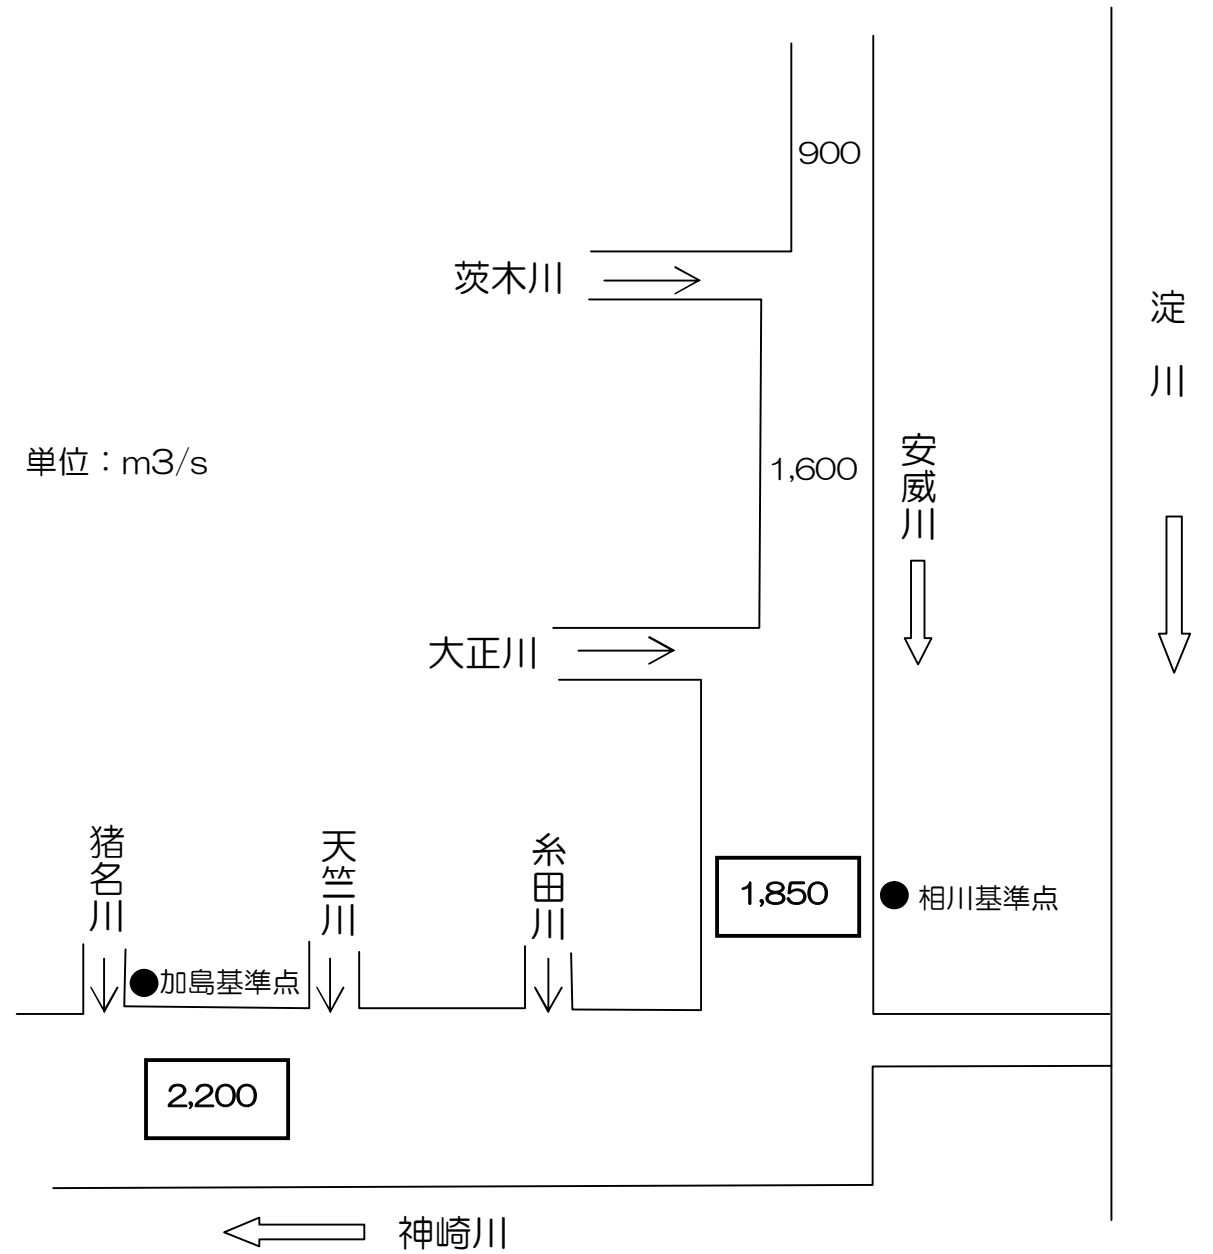 900
茨木川
淀川
単位：m3/s
1,600
安威川
大正川
猪名川
天竺川
糸田川
1,850
相川基準点
加島基準点
2,200
神崎川